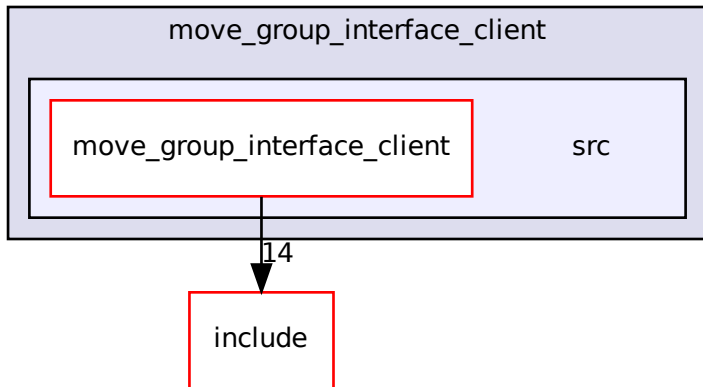 move_group_interface_client
move_group_interface_client
src
14
include